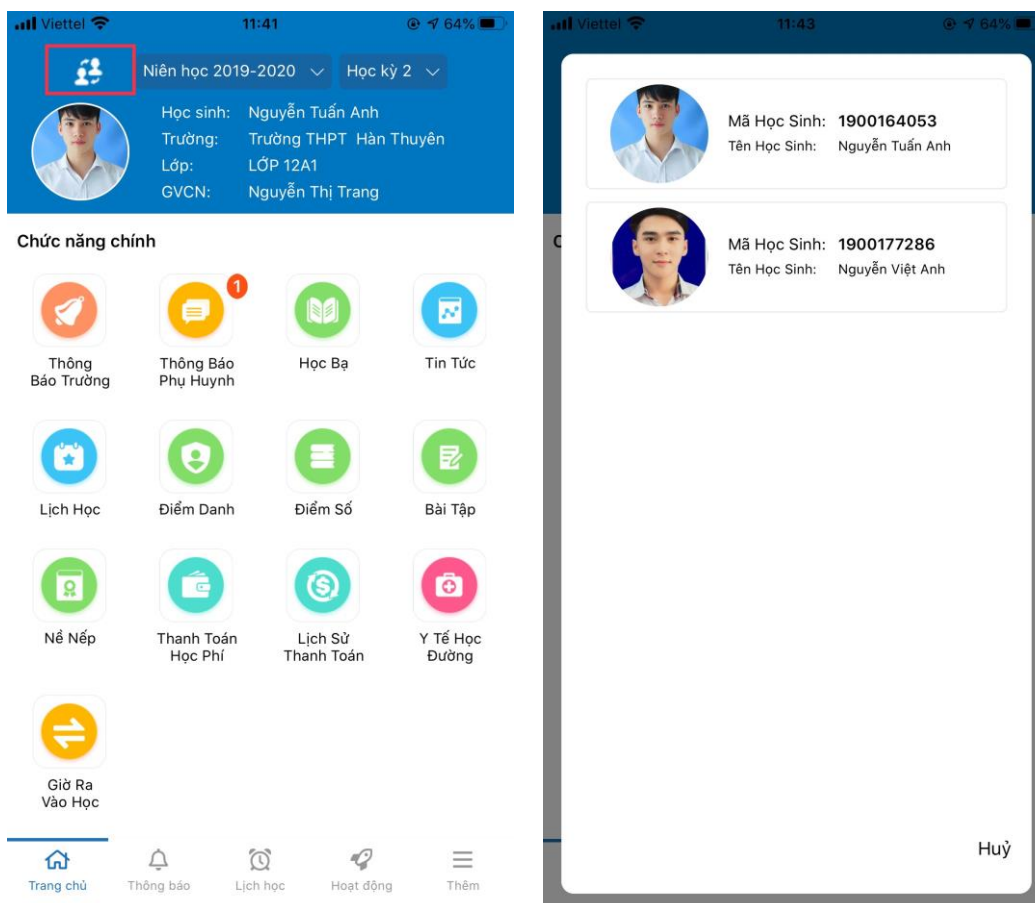 Viettel 11:41 64%
Niên học 2019-2020 Học kỳ 2
Học sinh: Nguyễn Tuấn Anh
Trường: Trường THPT Hàn Thuyên
Lớp: LỚP 12A1
GVCN: Nguyễn Thị Trang
Chức năng chính
1
Thông
Báo Trường
Thông Báo
Phụ Huynh
Học Bạ
Tin Tức
Lịch Học
Điểm Danh
Điểm Số
Bài Tập
Nề Nếp
Thanh Toán
Học Phí
Lịch Sử
Thanh Toán
Y Tế Học
Đường
Giờ Ra
Vào Học
Trang chủ
Thông báo
Lịch học
Hoạt động
Thêm
Viettel 11:43 64%
Mã Học Sinh: 1900164053
Tên Học Sinh: Nguyễn Tuấn Anh
Mã Học Sinh: 1900177286
Tên Học Sinh: Nguyễn Việt Anh
C
Huỷ